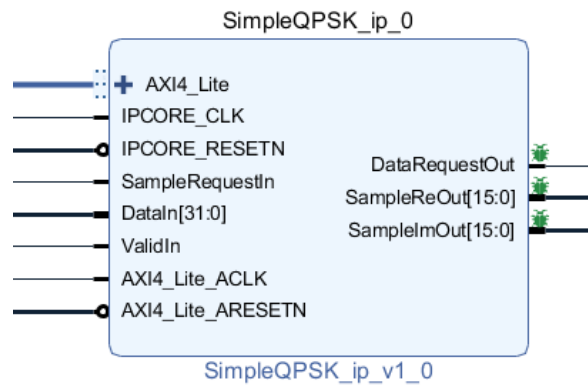 SimpleQPSK_ip_0
AXI4_Lite
IPCORE_CLK
IPCORE_RESETN
SampleRequestIn
DataIn[31:0]
ValidIn
AXI4_Lite_ACLK
AXI4_Lite_ARESETN
DataRequestOut
SampleReOut[15:0]
SampleImOut[15:0]
SimpleQPSK_ip_v1_0